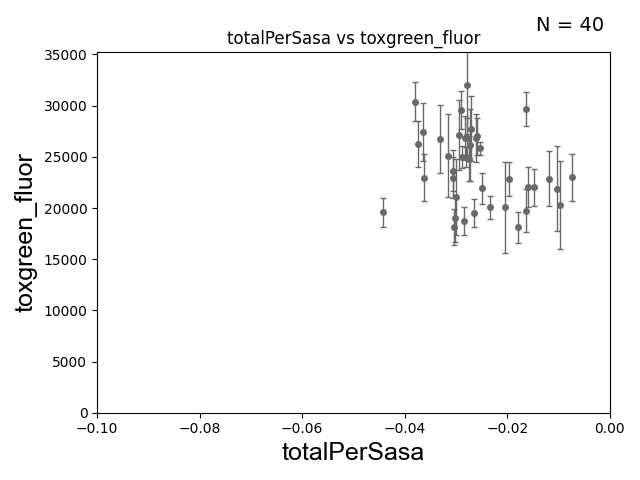 N = 40
totalPerSasa vs toxgreen_fluor
35000
30000
25000
20000
15000
10000
5000
0
toxgreen_fluor
−0.10 −0.08 −0.06 −0.04 −0.02 0.00
totalPerSasa